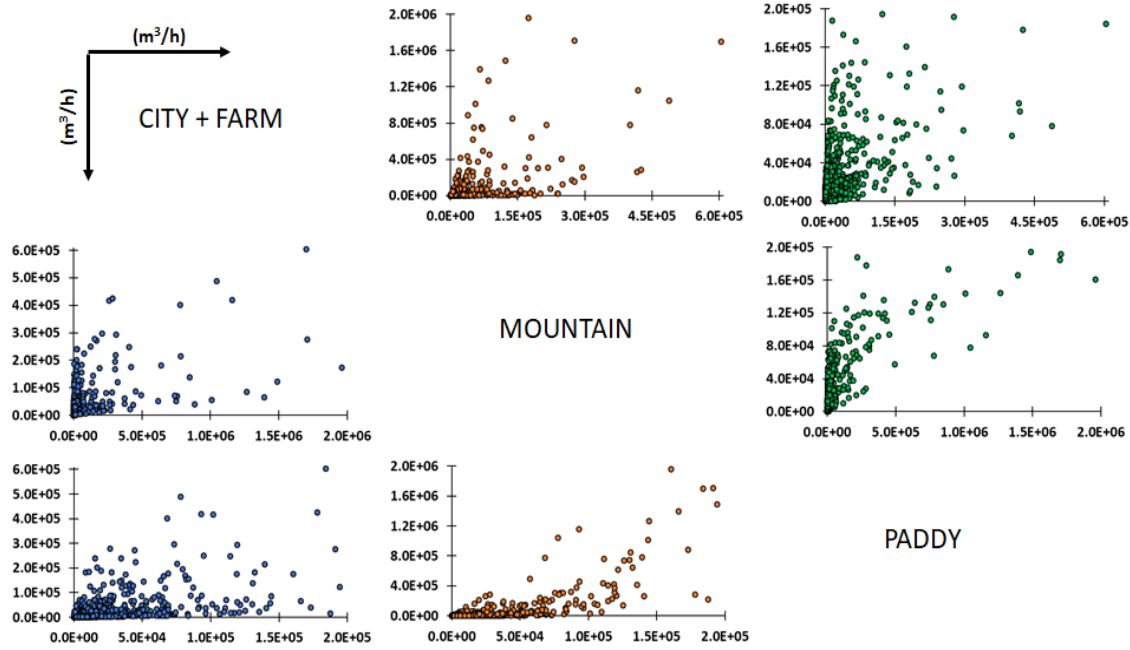 (m³/h)
(m³/h)
CITY + FARM
2.0E+06
1.6E+06
1.2E+06
8.0E+05
4.0E+05
0.0E+00
0.0E+00 1.5E+05 3.0E+05 4.5E+05 6.0E+05
2.0E+05
1.6E+05
1.2E+05
8.0E+04
4.0E+04
0.0E+00
0.0E+00 1.5E+05 3.0E+05 4.5E+05 6.0E+05
6.0E+05
5.0E+05
4.0E+05
3.0E+05
2.0E+05
1.0E+05
0.0E+00
0.0E+00 5.0E+05 1.0E+06 1.5E+06 2.0E+06
MOUNTAIN
2.0E+05
1.6E+05
1.2E+05
8.0E+04
4.0E+04
0.0E+00
0.0E+00 5.0E+05 1.0E+06 1.5E+06 2.0E+06
6.0E+05
5.0E+05
4.0E+05
3.0E+05
2.0E+05
1.0E+05
0.0E+00
0.0E+00 5.0E+04 1.0E+05 1.5E+05 2.0E+05
2.0E+06
1.6E+06
1.2E+06
8.0E+05
4.0E+05
0.0E+00
0.0E+00 5.0E+04 1.0E+05 1.5E+05 2.0E+05
PADDY